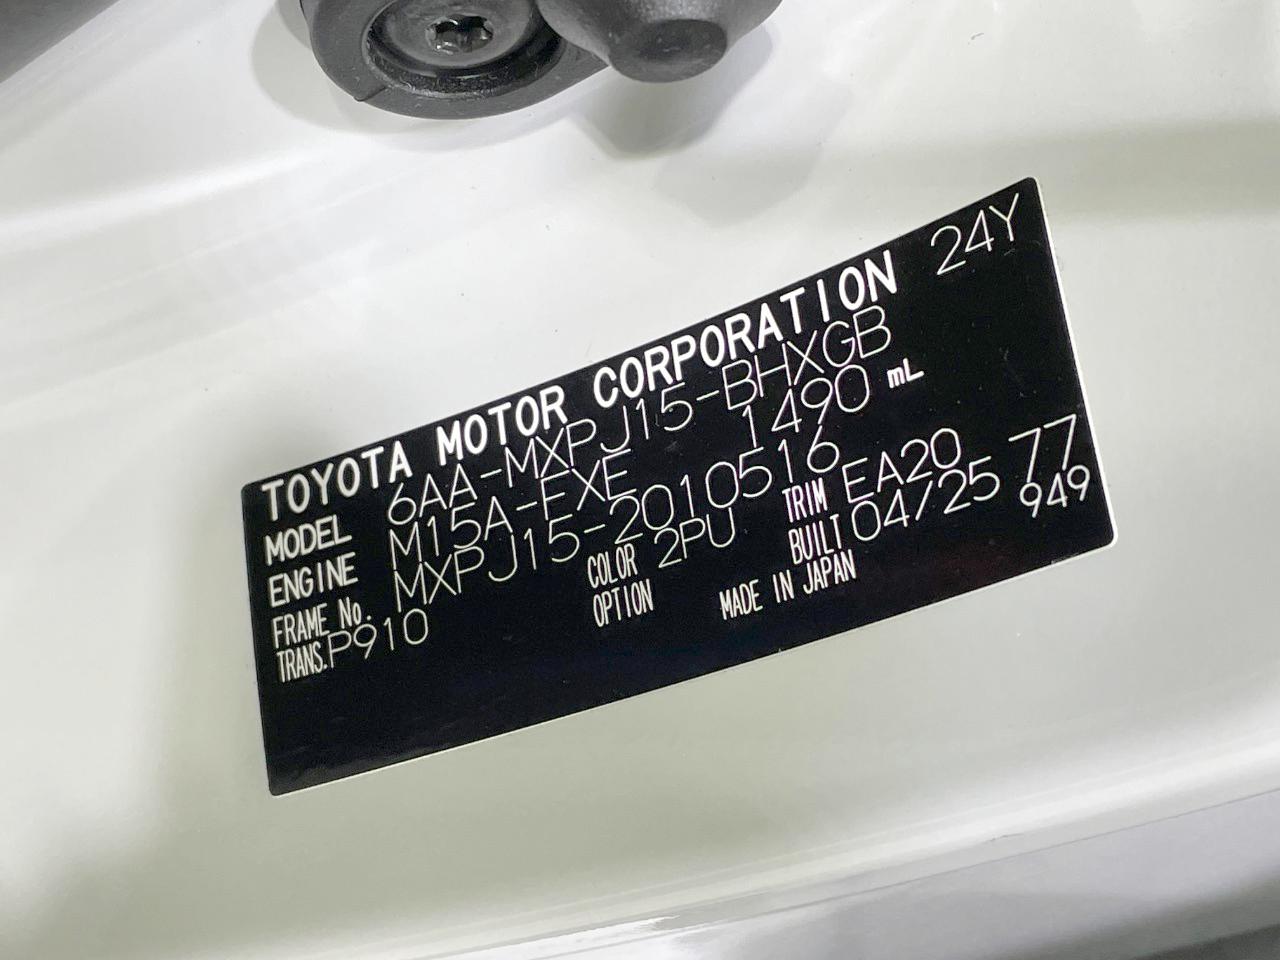 TOYOTA MOTOR CORPORATION 24Y
MODEL 6AA-MXPJ15-BHXGB
ENGINE M15A-FXE 1490 mL
FRAME No. MXPJ15-2010516
TRANS. P910 COLOR 2PU TRIM EA20 77
OPTION BUILT 04/25 949
MADE IN JAPAN